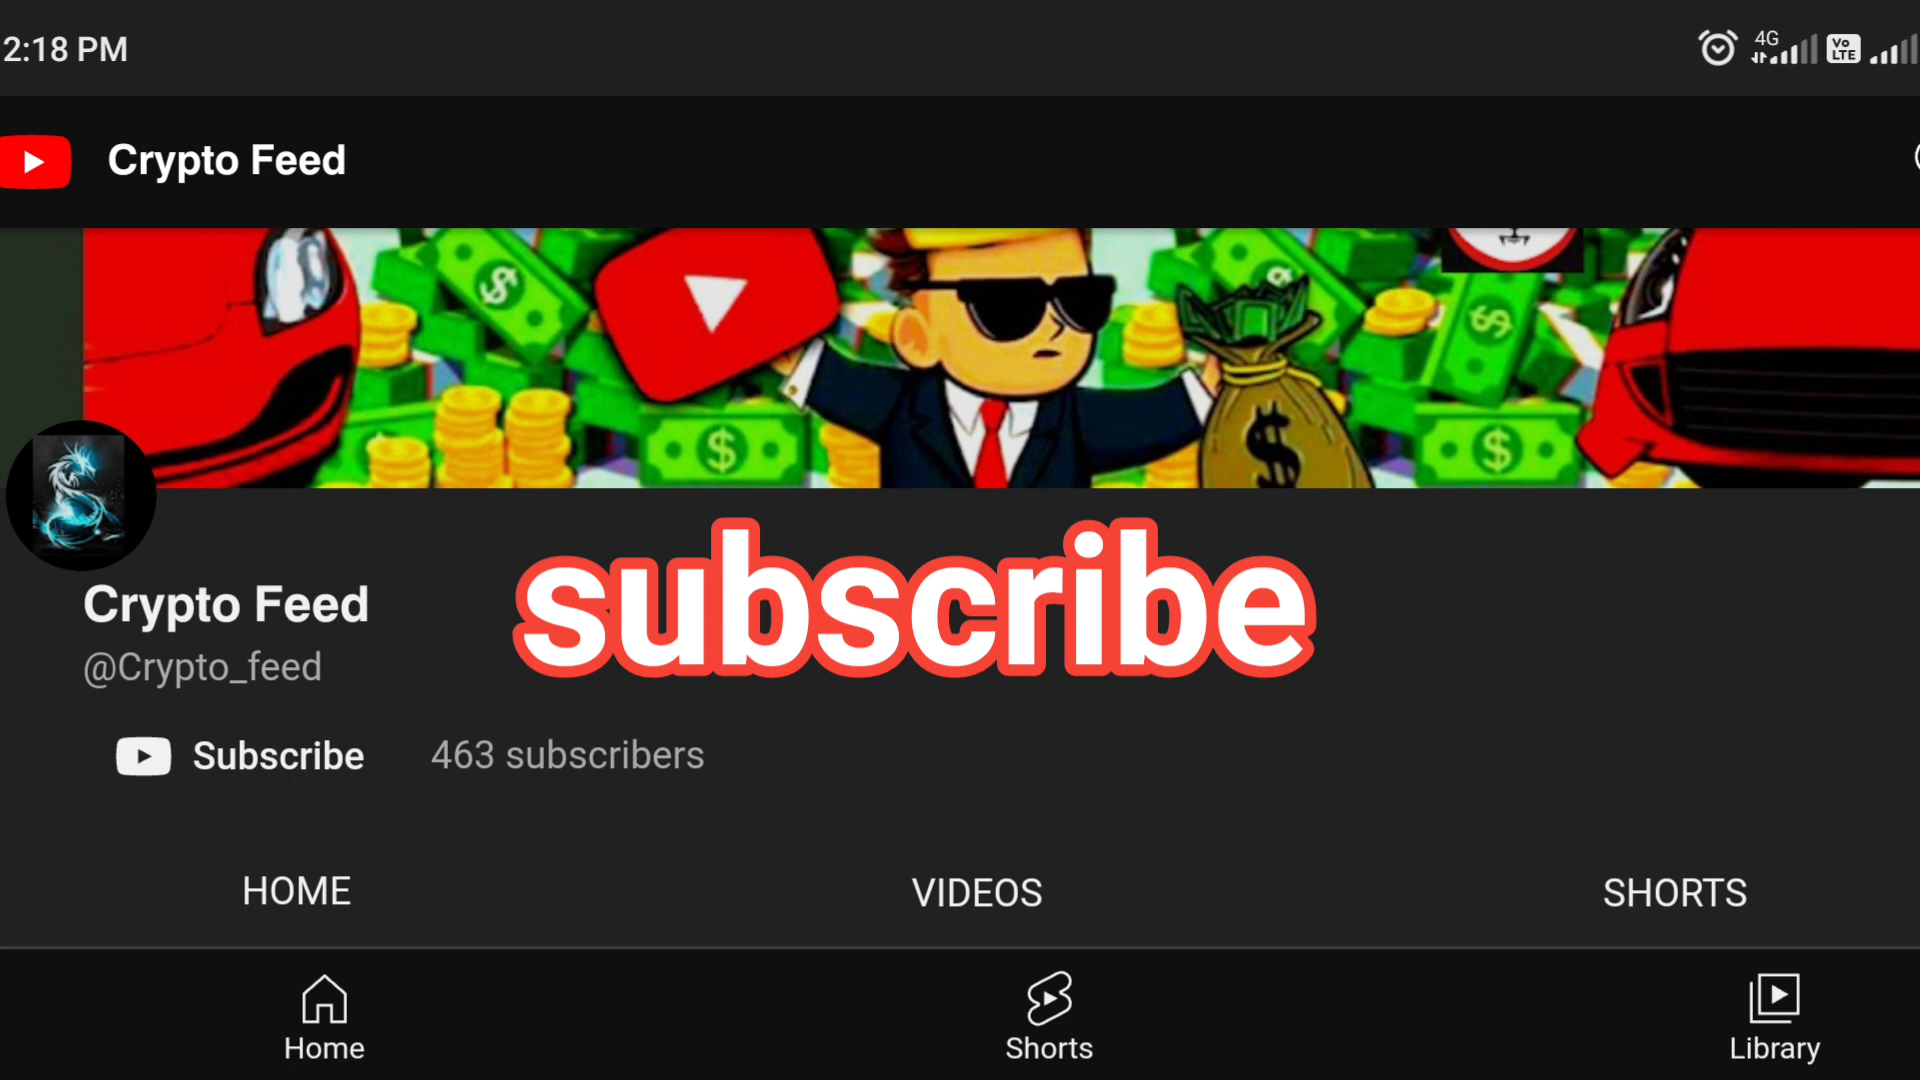 2:18 PM
4G
Vo
LTE
Crypto Feed
$
$
$
$
$
$
subscribe
Crypto Feed
@Crypto_feed
Subscribe 463 subscribers
HOME VIDEOS SHORTS
Home Shorts Library